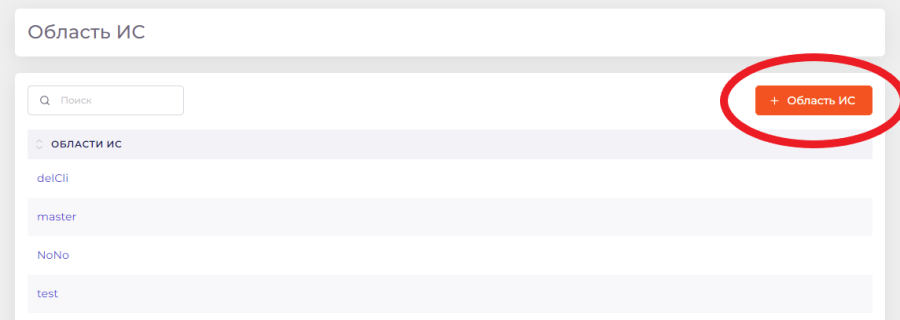 Область ИС
Поиск
+ Область ИС
ОБЛАСТИ ИС
delCli
master
NoNo
test